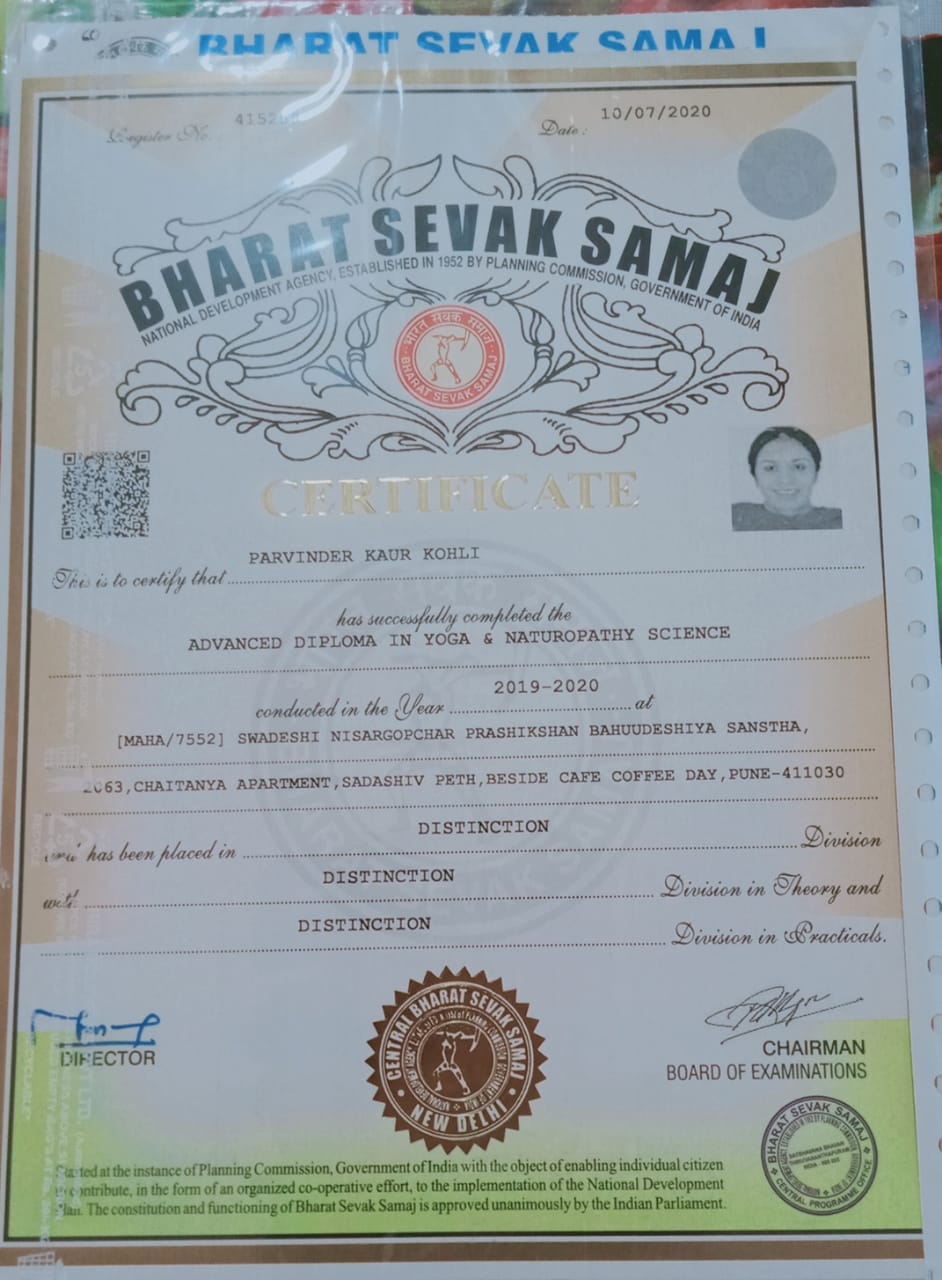 BHARAT SEVAK SAMAJ
Register No. :
Date : 10/07/2020
BHARAT SEVAK SAMAJ
NATIONAL DEVELOPMENT AGENCY, ESTABLISHED IN 1952 BY PLANNING COMMISSION, GOVERNMENT OF INDIA
भारत सेवक समाज
BHARAT SEVAK SAMAJ
CERTIFICATE
PARVINDER KAUR KOHLI
This is to certify that
has successfully completed the
ADVANCED DIPLOMA IN YOGA & NATUROPATHY SCIENCE
2019-2020
conducted in the Year at
[MAHA/7552] SWADESHI NISARGOPCHAR PRASHIKSHAN BAHUUDESHIYA SANSTHA,
2063,CHAITANYA APARTMENT,SADASHIV PETH,BESIDE CAFE COFFEE DAY,PUNE-411030
DISTINCTION
and has been placed in Division
DISTINCTION
with Division in Theory and
DISTINCTION
Division in Practicals.
DIRECTOR
CENTRAL BHARAT SEVAK SAMAJ
NEW DELHI
CHAIRMAN
BOARD OF EXAMINATIONS
BHARAT SEVAK SAMAJ
CENTRAL PROGRAMME OFFICE
Started at the instance of Planning Commission, Government of India with the object of enabling individual citizen
to contribute, in the form of an organized co-operative effort, to the implementation of the National Development
Plan. The constitution and functioning of Bharat Sevak Samaj is approved unanimously by the Indian Parliament.